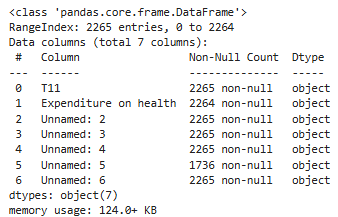 <class 'pandas.core.frame.DataFrame'>
RangeIndex: 2265 entries, 0 to 2264
Data columns (total 7 columns):
 #   Column                 Non-Null Count  Dtype
---  ------                 --------------  -----
 0   T11                    2265 non-null   object
 1   Expenditure on health  2264 non-null   object
 2   Unnamed: 2             2265 non-null   object
 3   Unnamed: 3             2265 non-null   object
 4   Unnamed: 4             2265 non-null   object
 5   Unnamed: 5             1736 non-null   object
 6   Unnamed: 6             2265 non-null   object
dtypes: object(7)
memory usage: 124.0+ KB